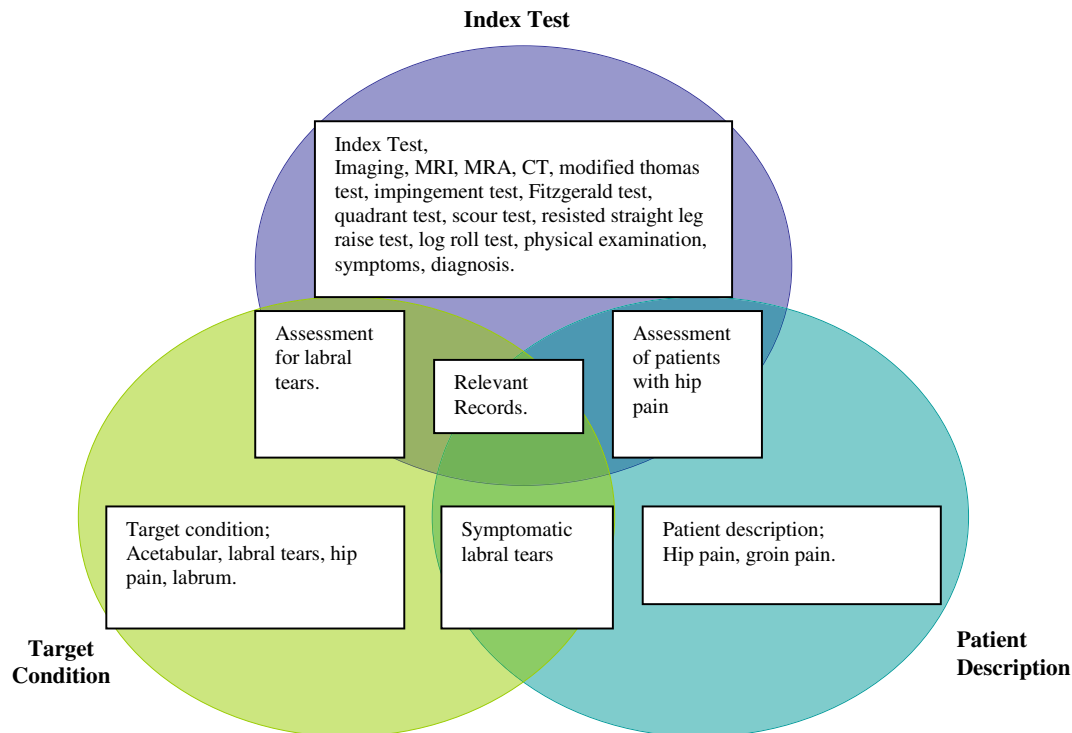 Index Test
Index Test,
Imaging, MRI, MRA, CT, modified thomas
test, impingement test, Fitzgerald test,
quadrant test, scour test, resisted straight leg
raise test, log roll test, physical examination,
symptoms, diagnosis.
Assessment
for labral
tears.
Relevant
Records.
Assessment
of patients
with hip
pain
Target condition;
Acetabular, labral tears, hip
pain, labrum.
Symptomatic
labral tears
Patient description;
Hip pain, groin pain.
Target
Condition
Patient
Description